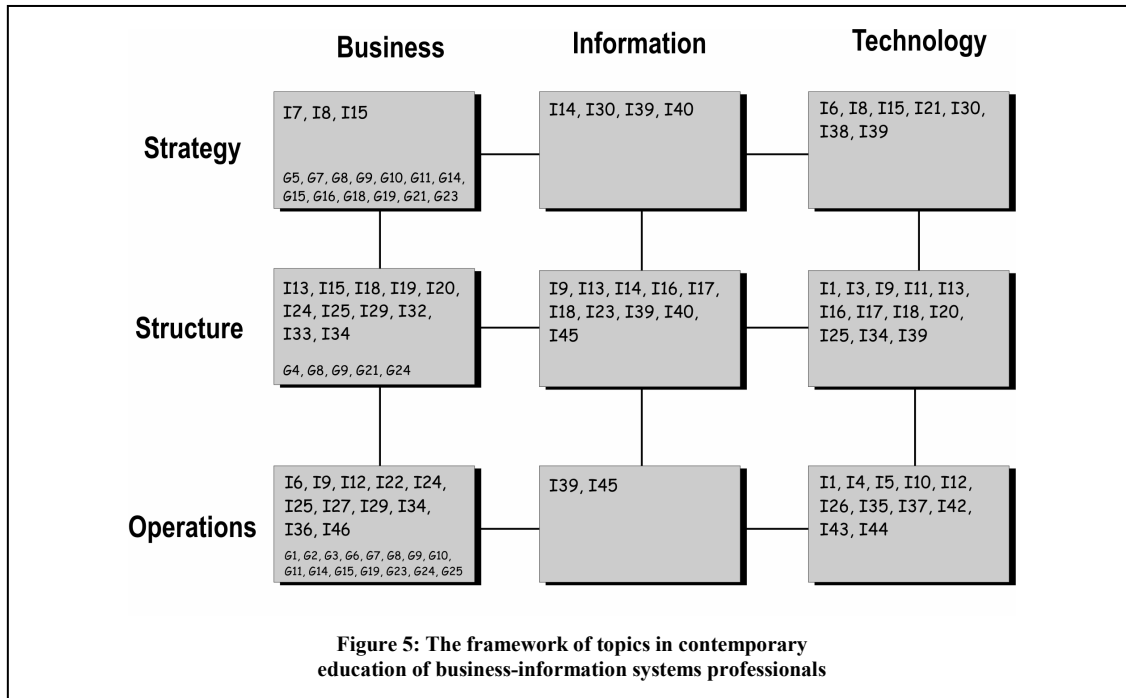 Business
Information
Technology
Strategy
I7, I8, I15
G5, G7, G8, G9, G10, G11, G14,
G15, G16, G18, G19, G21, G23
I14, I30, I39, I40
I6, I8, I15, I21, I30,
I38, I39
Structure
I13, I15, I18, I19, I20,
I24, I25, I29, I32,
I33, I34
G4, G8, G9, G21, G24
I9, I13, I14, I16, I17,
I18, I23, I39, I40,
I45
I1, I3, I9, I11, I13,
I16, I17, I18, I20,
I25, I34, I39
Operations
I6, I9, I12, I22, I24,
I25, I27, I29, I34,
I36, I46
G1, G2, G3, G6, G7, G8, G9, G10,
G11, G14, G15, G19, G23, G24, G25
I39, I45
I1, I4, I5, I10, I12,
I26, I35, I37, I42,
I43, I44
Figure 5: The framework of topics in contemporary
education of business-information systems professionals